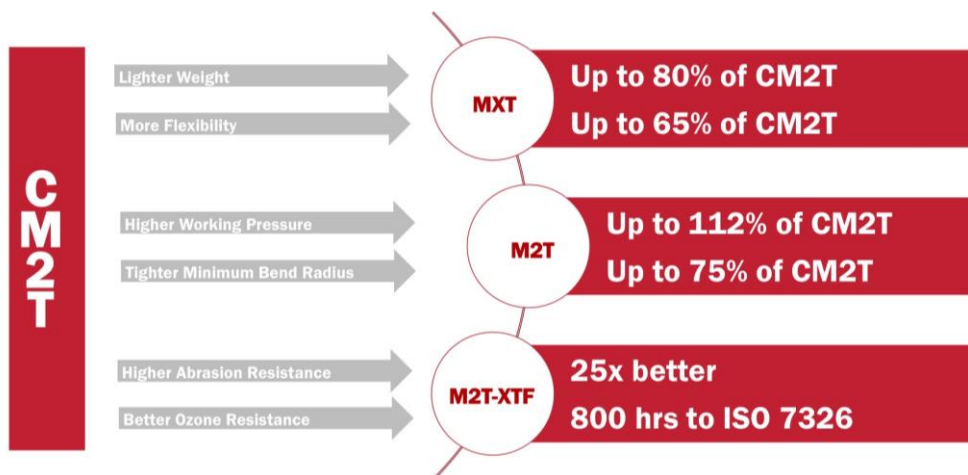 CM2T
Lighter Weight
More Flexibility
MXT
Up to 80% of CM2T
Up to 65% of CM2T
Higher Working Pressure
Tighter Minimum Bend Radius
M2T
Up to 112% of CM2T
Up to 75% of CM2T
Higher Abrasion Resistance
Better Ozone Resistance
M2T-XTF
25x better
800 hrs to ISO 7326